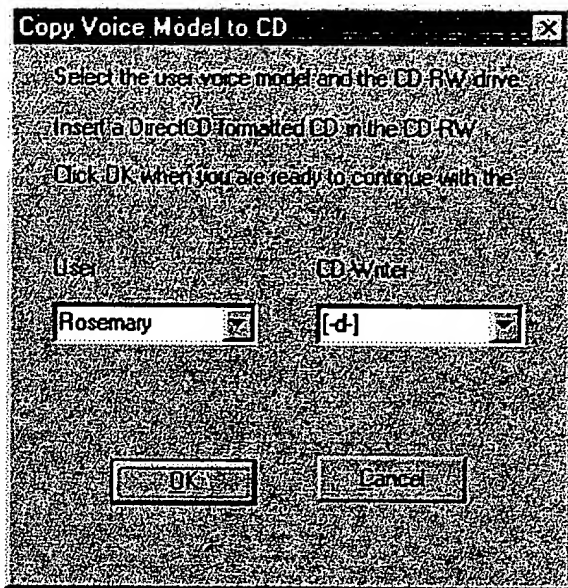 Copy Voice Model to CD
Select the user voice model and the CD-RW drive.
Insert a DirectCD formatted CD in the CD-RW
Click OK when you are ready to continue with the
User CD-Writer
Rosemary [-d-]
OK Cancel